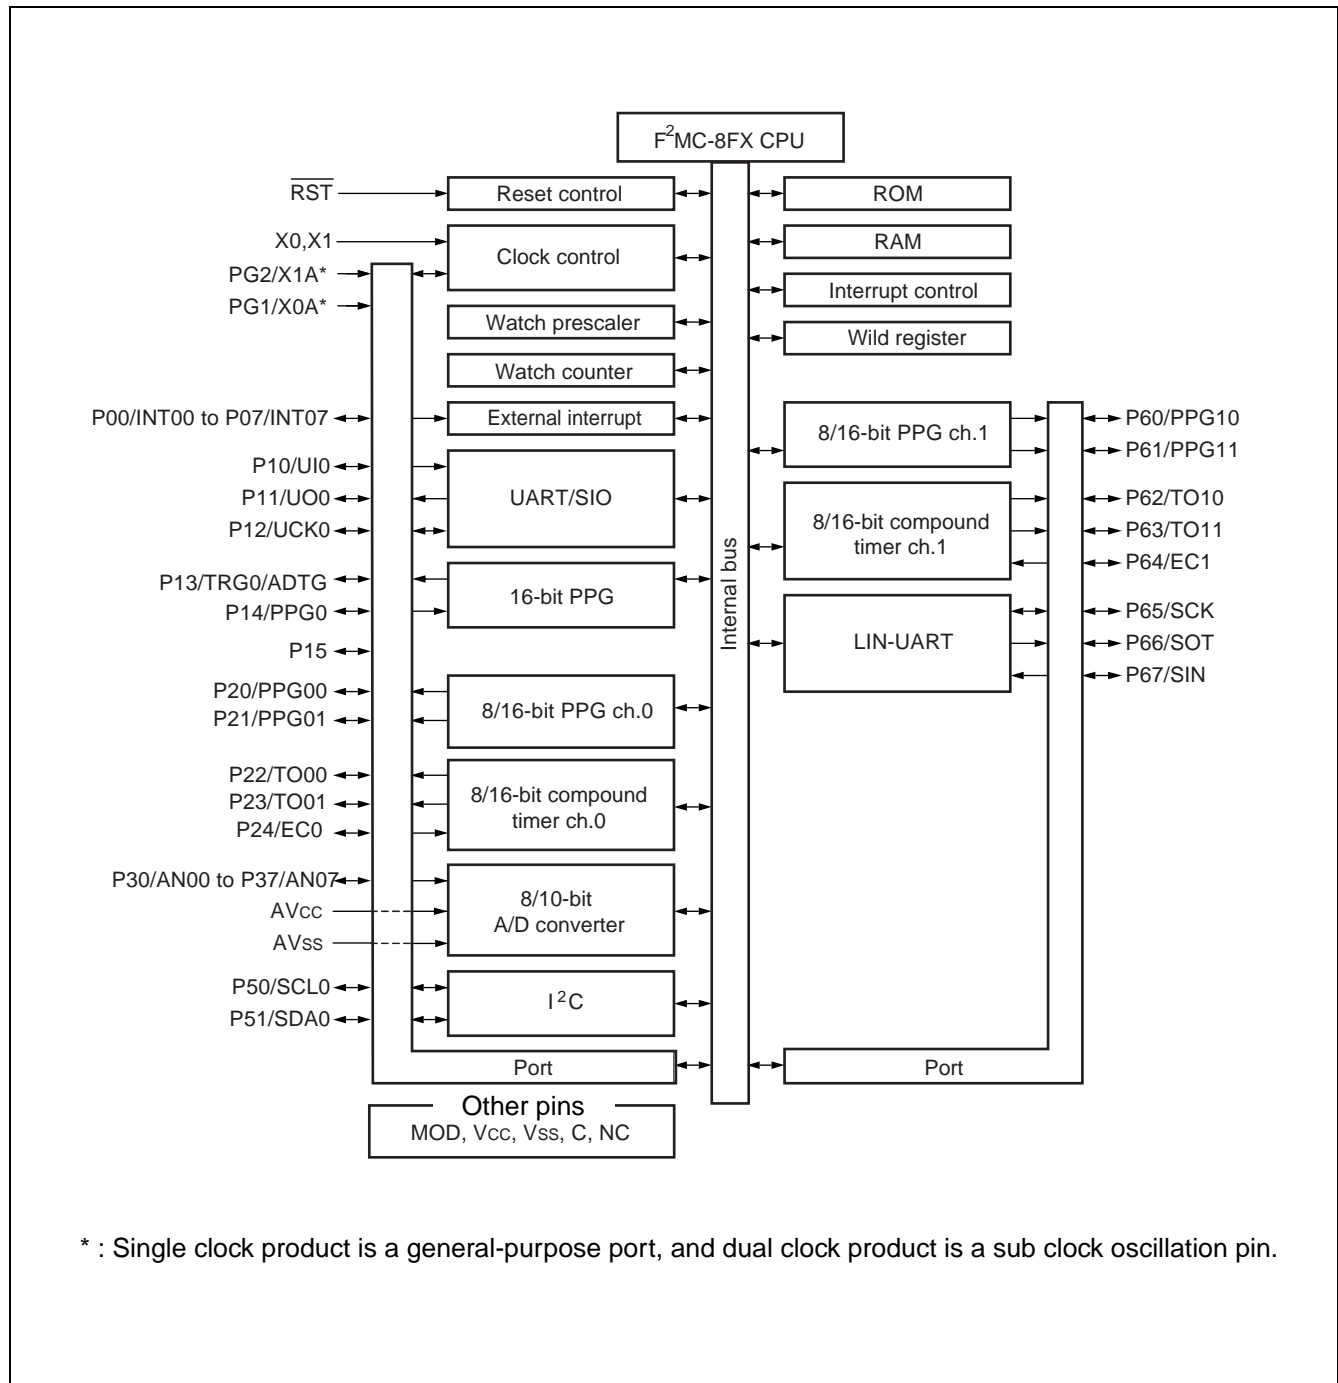 F²MC-8FX CPU
RST
Reset control
ROM
X0,X1
Clock control
RAM
PG2/X1A*
PG1/X0A*
Interrupt control
Watch prescaler
Wild register
Watch counter
P00/INT00 to P07/INT07
External interrupt
8/16-bit PPG ch.1
P60/PPG10
P61/PPG11
P10/UI0
P11/UO0
P12/UCK0
UART/SIO
Internal bus
8/16-bit compound
timer ch.1
P62/TO10
P63/TO11
P64/EC1
P13/TRG0/ADTG
P14/PPG0
16-bit PPG
P15
LIN-UART
P65/SCK
P66/SOT
P67/SIN
P20/PPG00
P21/PPG01
8/16-bit PPG ch.0
P22/TO00
P23/TO01
P24/EC0
8/16-bit compound
timer ch.0
P30/AN00 to P37/AN07
AVCC
AVSS
8/10-bit
A/D converter
P50/SCL0
P51/SDA0
I²C
Port
Port
Other pins
MOD, VCC, VSS, C, NC
* : Single clock product is a general-purpose port, and dual clock product is a sub clock oscillation pin.